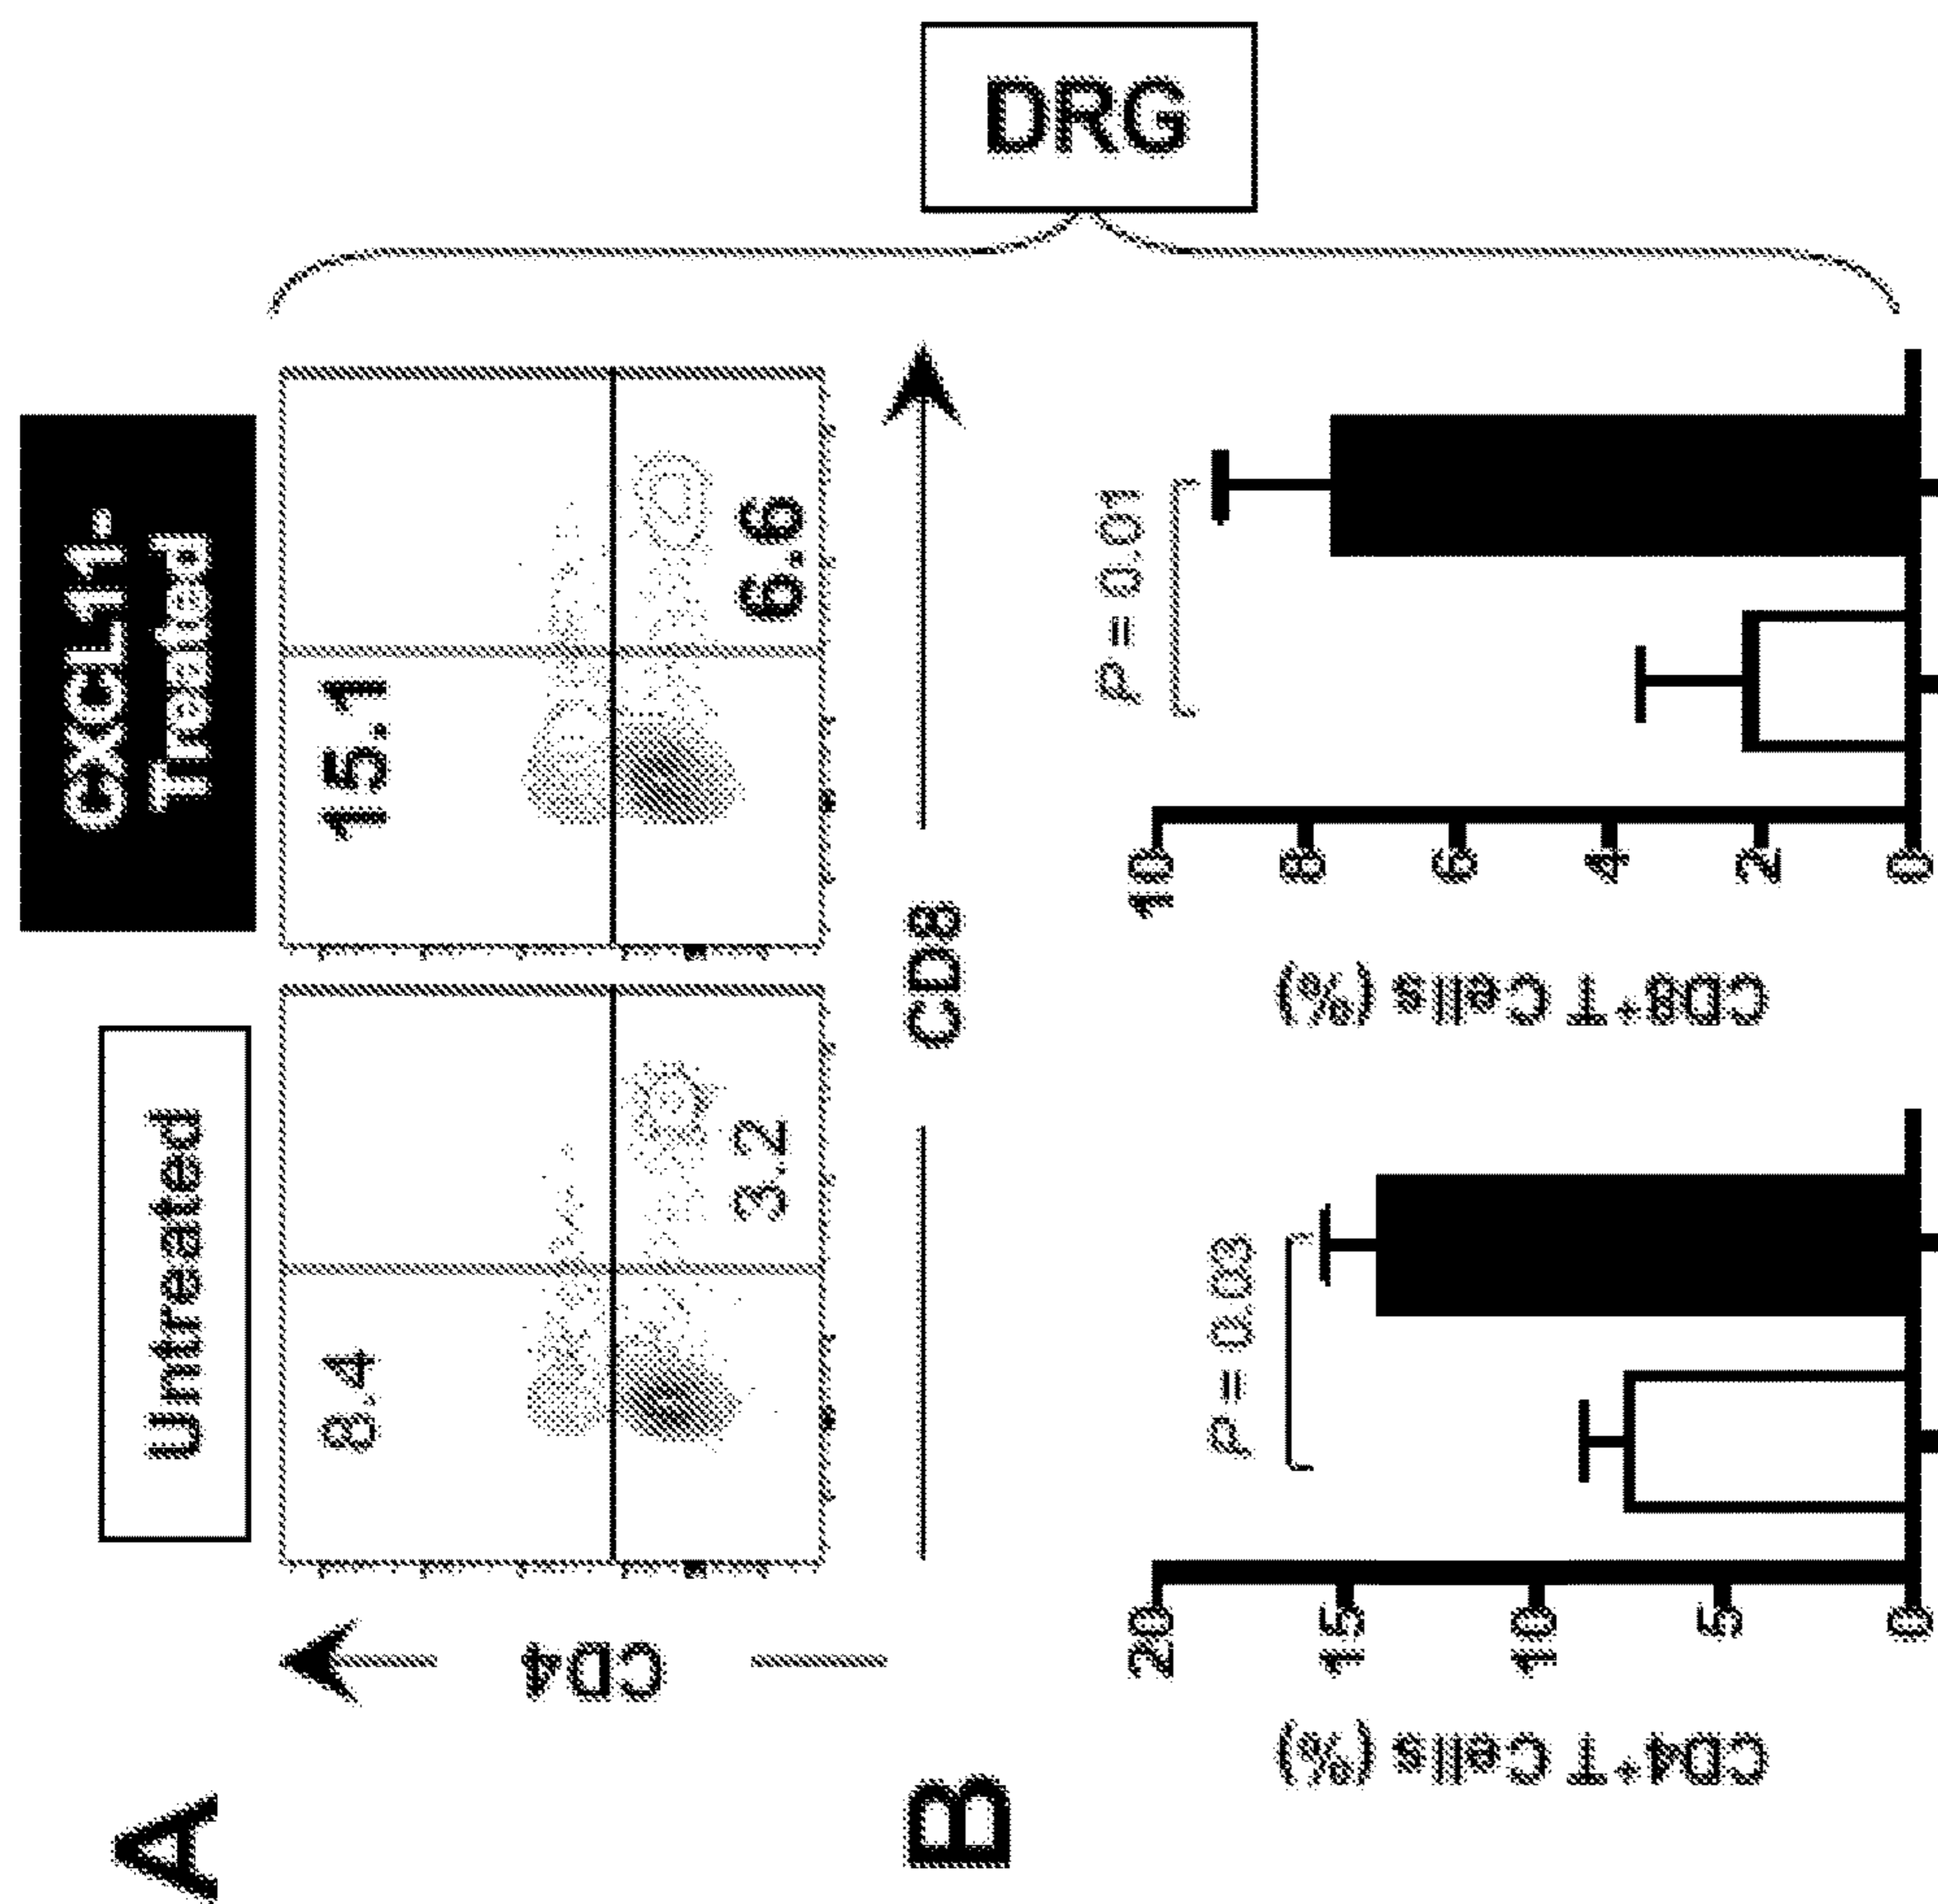 A
Untreated
CXCL11-
Treated
CD4
8.4
3.2
15.1
6.6
CD8
DRG
B
CD4+T Cells (%)
20
15
10
5
0
P = 0.03
CD8+T Cells (%)
10
8
6
4
2
0
P = 0.01